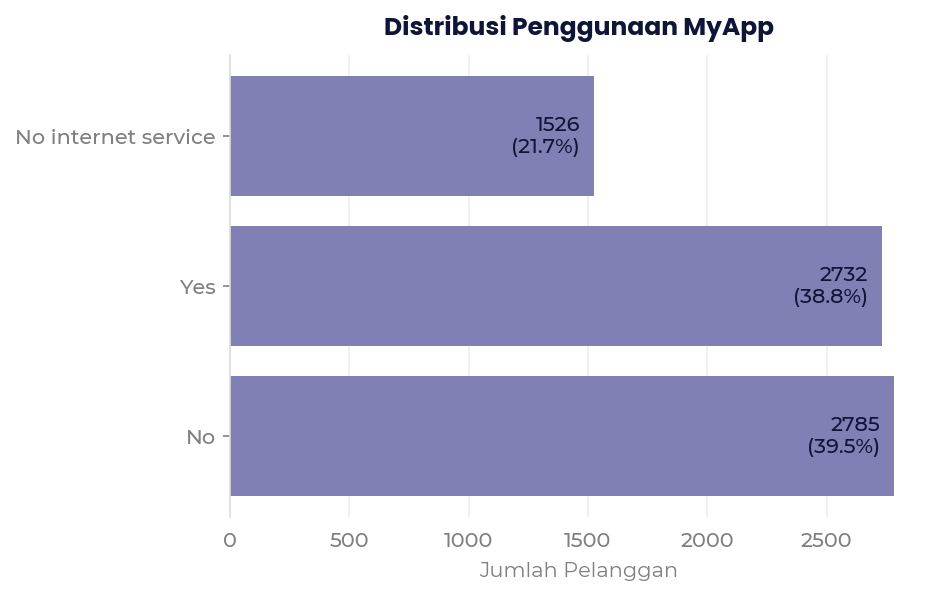 Distribusi Penggunaan MyApp
No internet service
1526
(21.7%)
Yes
2732
(38.8%)
No
2785
(39.5%)
0 500 1000 1500 2000 2500
Jumlah Pelanggan